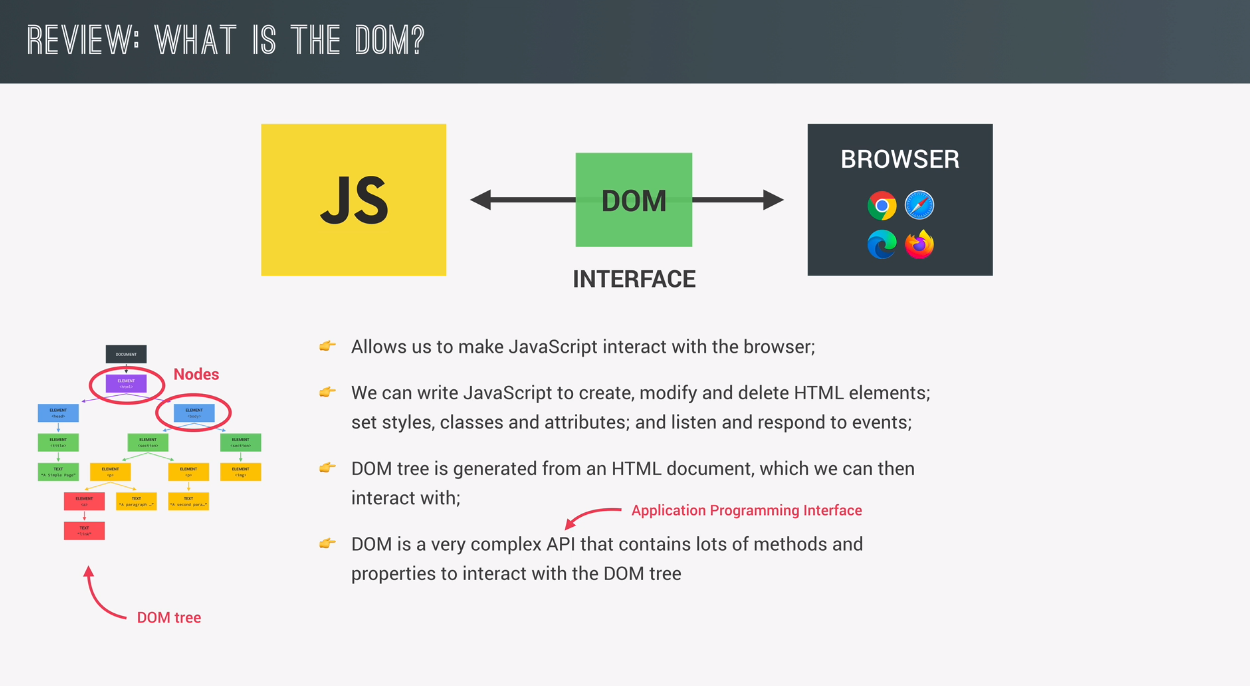 REVIEW: WHAT IS THE DOM?
JS
DOM
INTERFACE
BROWSER
Allows us to make JavaScript interact with the browser;
We can write JavaScript to create, modify and delete HTML elements;
set styles, classes and attributes; and listen and respond to events;
DOM tree is generated from an HTML document, which we can then
interact with;
Application Programming Interface
DOM is a very complex API that contains lots of methods and
properties to interact with the DOM tree
Nodes
DOCUMENT
ELEMENT
<html>
ELEMENT
<head>
ELEMENT
<body>
ELEMENT
<title>
ELEMENT
<section>
ELEMENT
<section>
TEXT
"A Simple Page"
ELEMENT
<p>
ELEMENT
<p>
ELEMENT
<img>
ELEMENT
<a>
TEXT
TEXT
TEXT
"link"
DOM tree